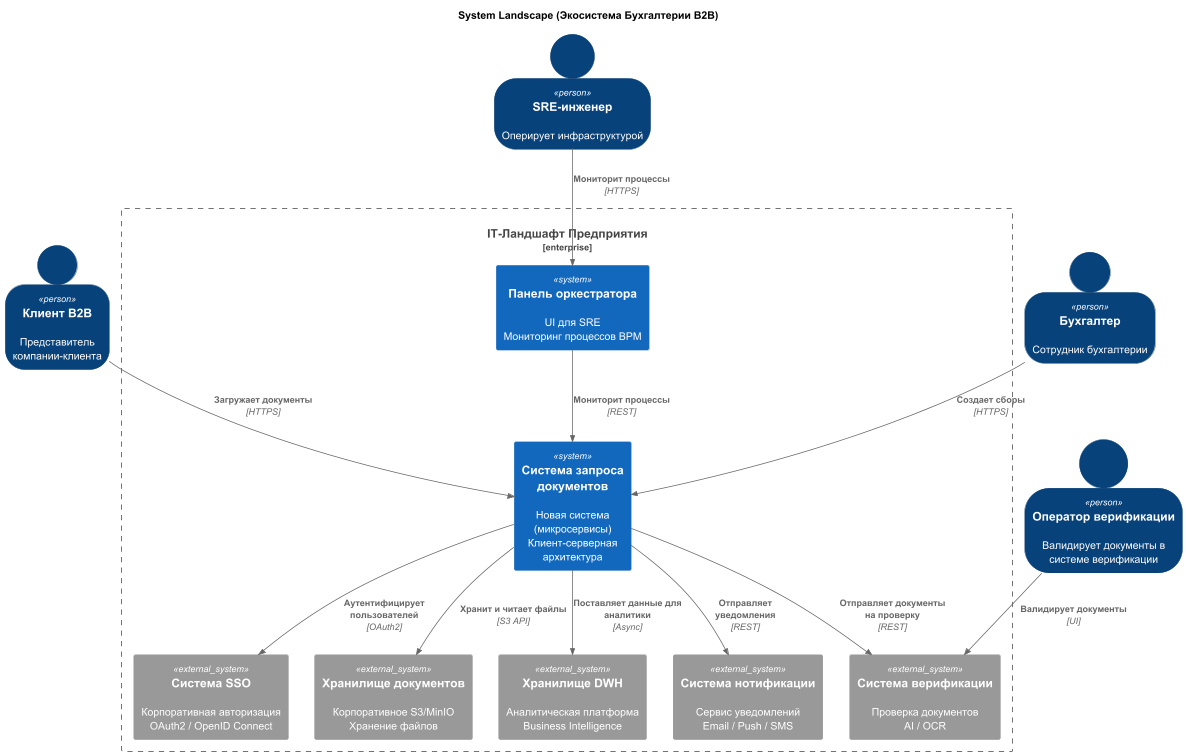 System Landscape (Экосистема Бухгалтерии B2B)
«person»
SRE-инженер
Оперирует инфраструктурой
Мониторит процессы
[HTTPS]
IT-Ландшафт Предприятия
[enterprise]
«system»
Панель оркестратора
UI для SRE
Мониторинг процессов BPM
«person»
Клиент B2B
Представитель
компании-клиента
«person»
Бухгалтер
Сотрудник бухгалтерии
Загружает документы
[HTTPS]
Мониторит процессы
[REST]
Создает сборы
[HTTPS]
«system»
Система запроса
документов
Новая система
(микросервисы)
Клиент-серверная
архитектура
«person»
Оператор верификации
Валидирует документы в
системе верификации
Аутентифицирует
пользователей
[OAuth2]
Хранит и читает файлы
[S3 API]
Поставляет данные для
аналитики
[Async]
Отправляет
уведомления
[REST]
Отправляет документы
на проверку
[REST]
Валидирует документы
[UI]
«external_system»
Система SSO
Корпоративная авторизация
OAuth2 / OpenID Connect
«external_system»
Хранилище документов
Корпоративное S3/MinIO
Хранение файлов
«external_system»
Хранилище DWH
Аналитическая платформа
Business Intelligence
«external_system»
Система нотификации
Сервис уведомлений
Email / Push / SMS
«external_system»
Система верификации
Проверка документов
AI / OCR